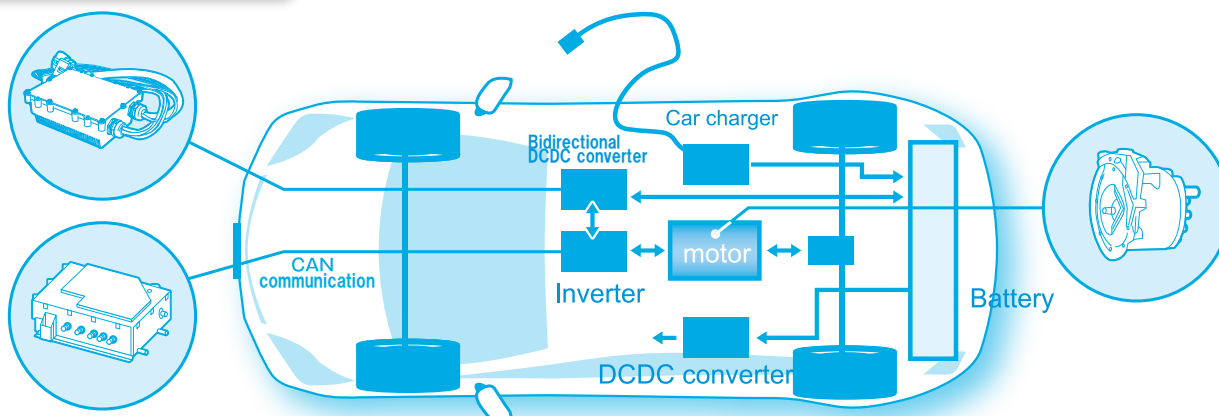 Car charger
Bidirectional
DCDC converter
motor
CAN
communication
Inverter
Battery
DCDC converter